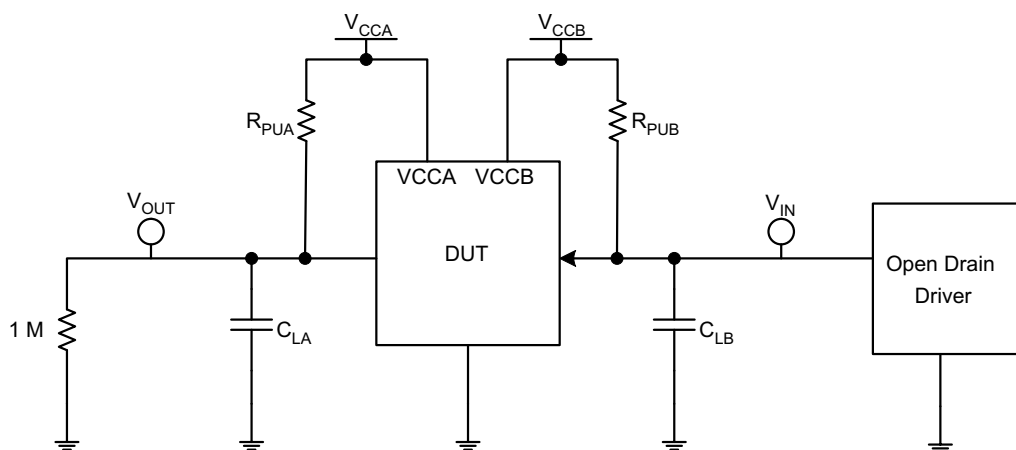 V_CCA
V_CCB
R_PUA
R_PUB
VCCA VCCB
V_OUT
V_IN
DUT
Open Drain
Driver
1 M
C_LA
C_LB